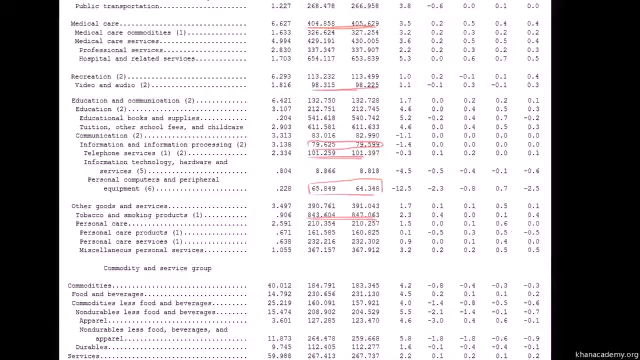 Public transportation 1.227 268.478 266.958 3.8 -0.6 0.0 0.1 0.0
Medical care 6.627 404.858 405.629 3.5 0.2 0.5 0.4 0.4
Medical care commodities (1) 1.633 326.624 327.254 3.2 0.2 0.3 0.2 0.3
Medical care services 4.994 429.191 430.005 3.6 0.2 0.5 0.5 0.4
Professional services 2.830 337.347 337.907 2.2 0.2 0.3 0.2 0.3
Hospital and related services 1.703 654.117 653.839 5.3 0.0 0.6 0.7 0.5
Recreation (2) 6.293 113.232 113.499 1.0 0.2 -0.1 0.1 0.4
Video and audio (2) 1.816 98.315 98.225 1.1 -0.1 0.1 0.3 0.0
Education and communication (2) 6.421 132.750 132.728 1.7 0.0 0.2 0.2 0.1
Education (2) 3.107 212.751 212.745 4.6 0.0 0.4 0.5 0.3
Educational books and supplies .204 541.618 540.742 5.2 -0.2 0.4 0.7 -0.2
Tuition, other school fees, and childcare 2.903 611.581 611.633 4.6 0.0 0.4 0.5 0.3
Communication (2) 3.313 83.016 82.990 -1.1 0.0 0.0 0.0 0.0
Information and information processing (2) 3.138 79.625 79.599 -1.4 0.0 0.0 0.0 0.0
Telephone services (1) (2) 2.334 101.259 101.397 -0.3 0.1 0.2 0.0 0.1
Information technology, hardware and
services (5) .804 8.866 8.818 -4.5 -0.5 -0.4 -0.1 -0.6
Personal computers and peripheral
equipment (6) .228 65.849 64.348 -12.5 -2.3 -0.8 0.7 -2.5
Other goods and services 3.497 390.761 391.043 1.7 0.1 0.1 0.5 0.1
Tobacco and smoking products (1) .906 843.604 847.063 2.3 0.4 0.0 0.1 0.4
Personal care 2.591 210.354 210.257 1.5 0.0 0.1 0.6 0.0
Personal care products (1) .671 161.585 160.825 0.1 -0.5 0.3 0.5 -0.5
Personal care services (1) .638 232.216 232.302 0.9 0.0 0.1 0.4 0.0
Miscellaneous personal services 1.055 367.157 367.912 3.2 0.2 0.1 0.6 0.2
Commodity and service group
Commodities 40.012 184.791 183.345 4.2 -0.8 -0.4 -0.3 -0.3
Food and beverages 14.792 230.656 231.130 4.5 0.2 0.1 0.1 0.2
Commodities less food and beverages 25.219 160.091 157.921 4.0 -1.4 -0.8 -0.5 -0.6
Nondurables less food and beverages 15.474 208.902 204.529 5.5 -2.1 -1.4 -0.1 -0.7
Apparel 3.601 127.285 123.470 4.6 -3.0 0.4 0.6 -0.1
Nondurables less food, beverages, and
apparel 11.873 264.478 259.668 5.8 -1.8 -1.8 -0.6 -0.9
Durables 9.745 112.405 112.277 1.6 -0.1 -0.4 -0.1 -0.3
Services 59.988 267.413 267.737 2.1 0.1 0.2 0.1 0.2
khanacademy.org